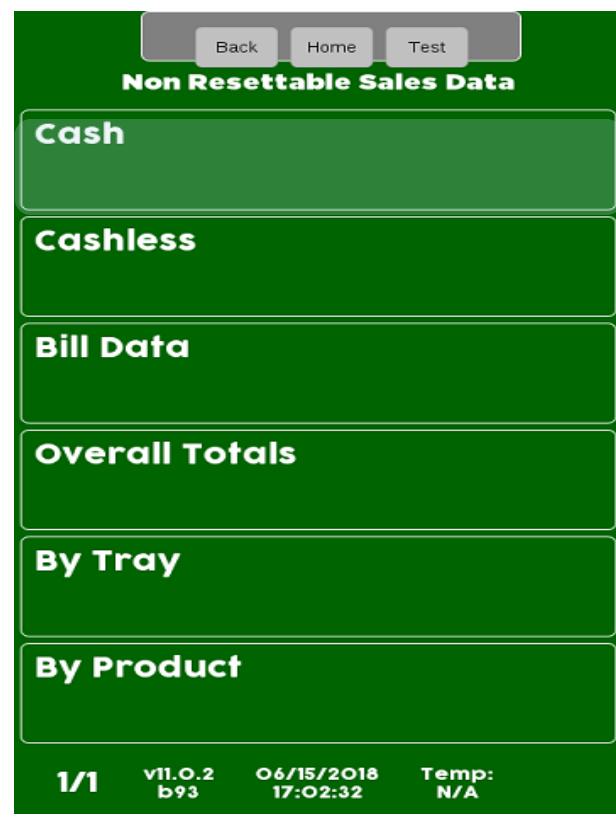 Back Home Test
Non Resettable Sales Data
Cash
Cashless
Bill Data
Overall Totals
By Tray
By Product
1/1 v11.0.2 06/15/2018 Temp:
b93 17:02:32 N/A